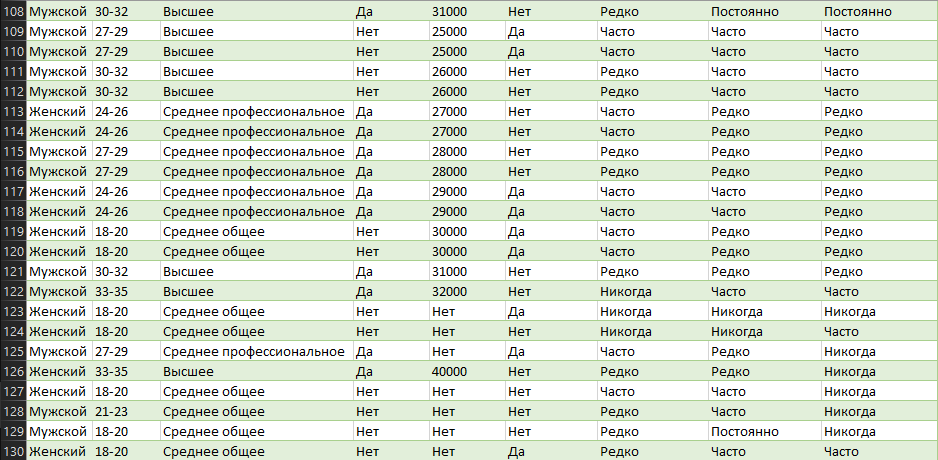 108 Мужской 30-32 Высшее Да 31000 Нет Редко Постоянно Постоянно
109 Мужской 27-29 Высшее Нет 25000 Да Часто Часто Часто
110 Мужской 27-29 Высшее Нет 25000 Да Часто Часто Часто
111 Мужской 30-32 Высшее Нет 26000 Нет Редко Часто Часто
112 Мужской 30-32 Высшее Нет 26000 Нет Редко Часто Часто
113 Женский 24-26 Среднее профессиональное Да 27000 Нет Часто Редко Редко
114 Женский 24-26 Среднее профессиональное Да 27000 Нет Часто Редко Редко
115 Мужской 27-29 Среднее профессиональное Да 28000 Нет Редко Редко Редко
116 Мужской 27-29 Среднее профессиональное Да 28000 Нет Редко Редко Редко
117 Женский 24-26 Среднее профессиональное Да 29000 Да Часто Часто Редко
118 Женский 24-26 Среднее профессиональное Да 29000 Да Часто Часто Редко
119 Женский 18-20 Среднее общее Нет 30000 Да Часто Редко Редко
120 Женский 18-20 Среднее общее Нет 30000 Да Часто Редко Редко
121 Мужской 30-32 Высшее Да 31000 Нет Редко Редко Редко
122 Мужской 33-35 Высшее Да 32000 Нет Никогда Часто Часто
123 Женский 18-20 Среднее общее Нет Нет Да Никогда Никогда Никогда
124 Женский 18-20 Среднее общее Нет Нет Нет Никогда Никогда Часто
125 Мужской 27-29 Среднее профессиональное Да Нет Да Часто Редко Никогда
126 Женский 33-35 Высшее Да 40000 Нет Редко Редко Никогда
127 Женский 18-20 Среднее общее Нет Нет Нет Часто Часто Никогда
128 Мужской 21-23 Среднее общее Нет Нет Нет Редко Часто Никогда
129 Мужской 18-20 Среднее общее Нет Нет Нет Редко Постоянно Никогда
130 Женский 18-20 Среднее общее Нет Нет Да Редко Часто Часто